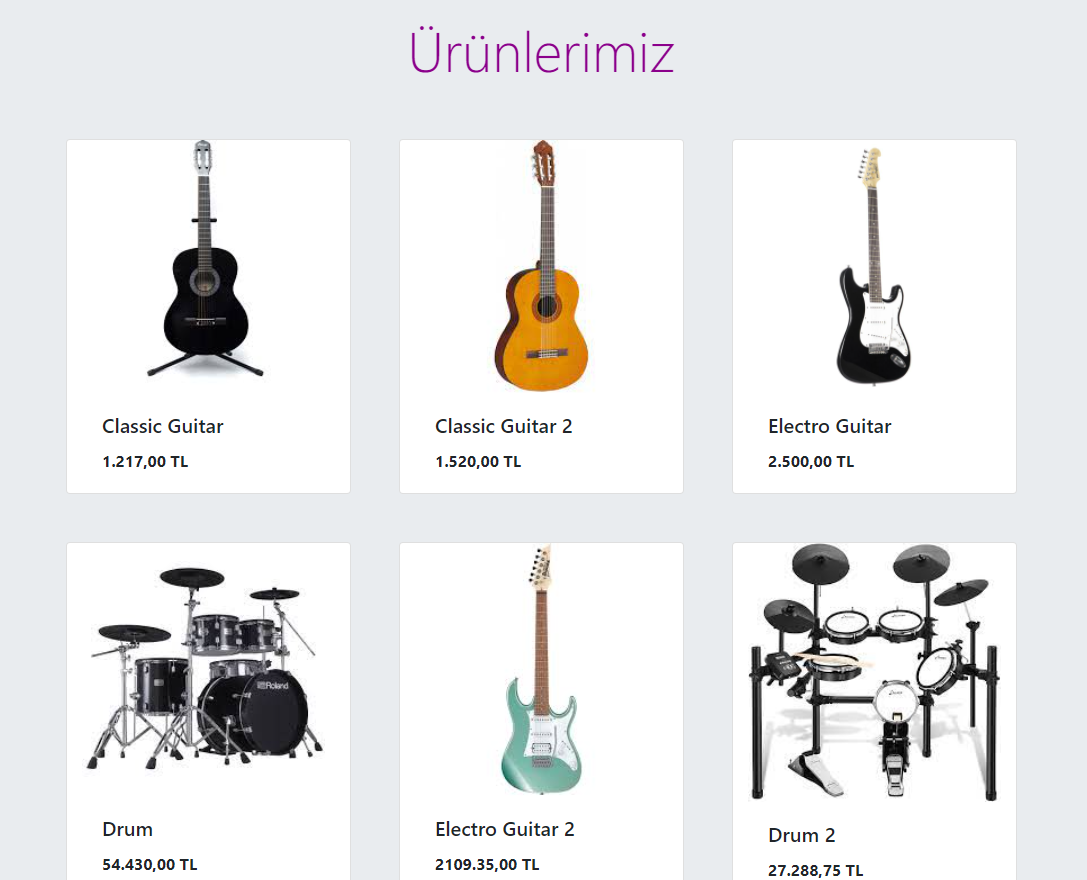 Ürünlerimiz
Classic Guitar
1.217,00 TL
Classic Guitar 2
1.520,00 TL
Electro Guitar
2.500,00 TL
Roland
Drum
54.430,00 TL
Electro Guitar 2
2109.35,00 TL
Drum 2
27.288,75 TL